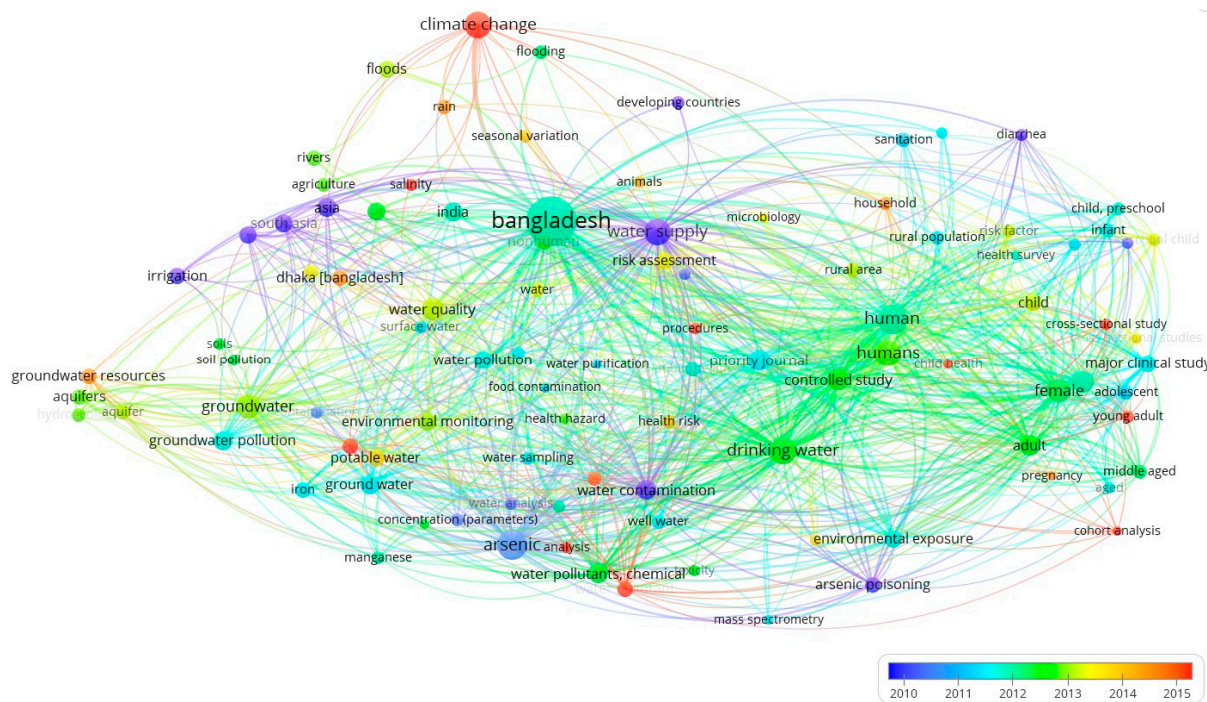 climate change
flooding
floods
developing countries
rain
seasonal variation
sanitation
diarrhea
rivers
agriculture
salinity
animals
household
asia
india
bangladesh
south asia
water supply
microbiology
child, preschool
risk factor
infant
rural population
health survey
irrigation
dhaka [bangladesh]
risk assessment
rural area
water
water quality
surface water
human
child
procedures
cross-sectional study
soils
soil pollution
water pollution
water purification
priority journal
humans
child health
major clinical study
groundwater resources
controlled study
female
adolescent
food contamination
aquifers
aquifer
groundwater
environmental monitoring
health hazard
health risk
young adult
groundwater pollution
drinking water
adult
potable water
water sampling
middle aged
pregnancy
aged
iron
ground water
water contamination
water analysis
concentration (parameters)
well water
cohort analysis
manganese
arsenic
analysis
environmental exposure
water pollutants, chemical
toxicity
arsenic poisoning
mass spectrometry
2010 2011 2012 2013 2014 2015